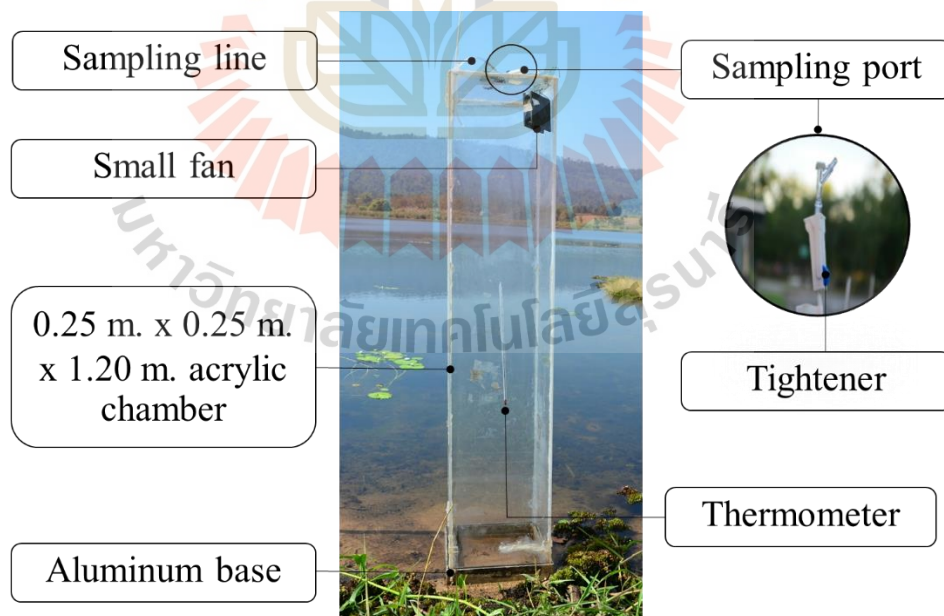 Sampling line
Sampling port
Small fan
มหาวิทยาลัยเทคโนโลยีสุรนารี
0.25 m. x 0.25 m.
x 1.20 m. acrylic
chamber
Tightener
Thermometer
Aluminum base